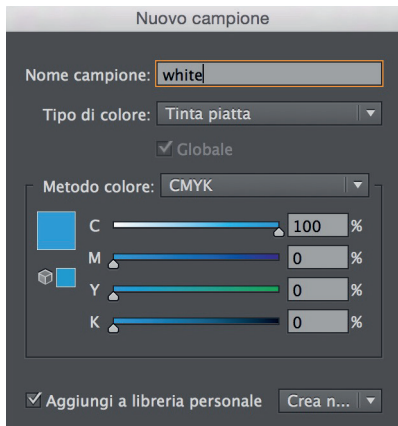 Nuovo campione
Nome campione: white
Tipo di colore: Tinta piatta
Globale
Metodo colore: CMYK
C 100 %
M 0 %
Y 0 %
K 0 %
Aggiungi a libreria personale Crea n...